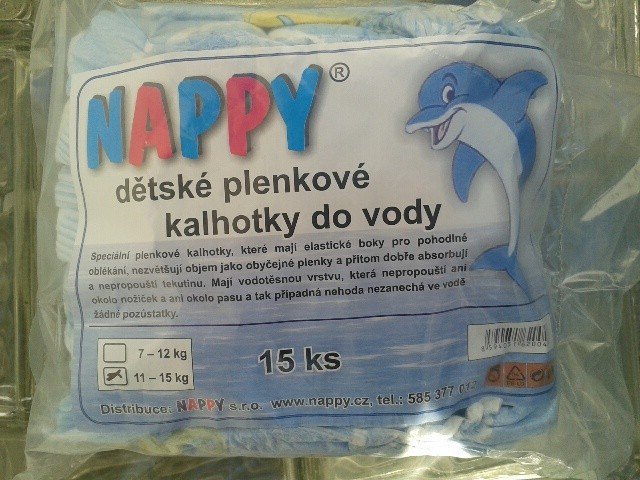 NAPPY®
dětské plenkové
kalhotky do vody
Speciální plenkové kalhotky, které mají elastické boky pro pohodlné
oblékání, nezvětšují objem jako obyčejné plenky a přitom dobře absorbují
a nepropouští tekutinu. Mají vodotěsnou vrstvu, která nepropouští ani
okolo nožiček a ani okolo pasu a tak případná nehoda nezanechá ve vodě
žádné pozůstatky.
7 – 12 kg
11 – 15 kg
15 ks
Distribuce: NAPPY s.r.o. www.nappy.cz, tel.: 585 377